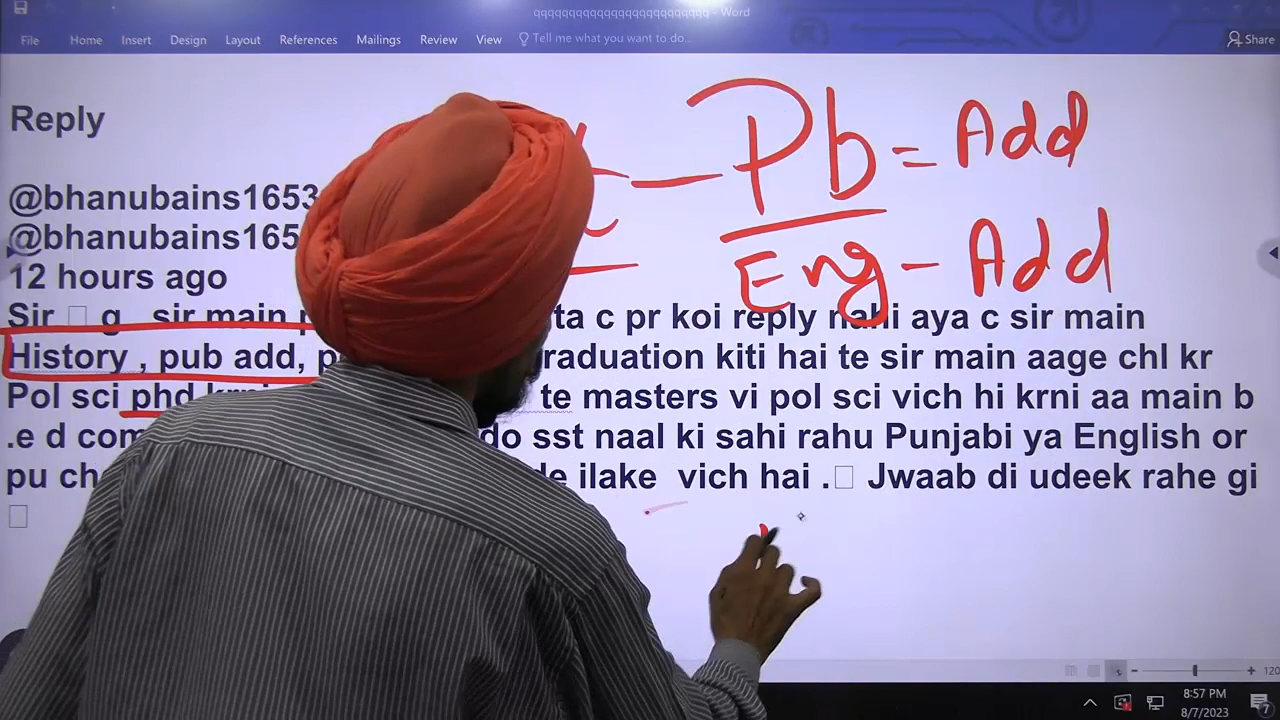 qqqqqqqqqqqqqqqqqqqqqqqqq - Word
File Home Insert Design Layout References Mailings Review View Tell me what you want to do... Share
Reply
Pb = Add
Eng - Add
@bhanubains1653
@bhanubains165
12 hours ago
Sir g sir main ta c pr koi reply nahi aya c sir main
History , pub add, raduation kiti hai te sir main aage chl kr
Pol sci phd krni te masters vi pol sci vich hi krni aa main b
.e d com do sst naal ki sahi rahu Punjabi ya English or
pu ch de ilake vich hai . Jwaab di udeek rahe gi
120
8:57 PM
8/7/2023
7